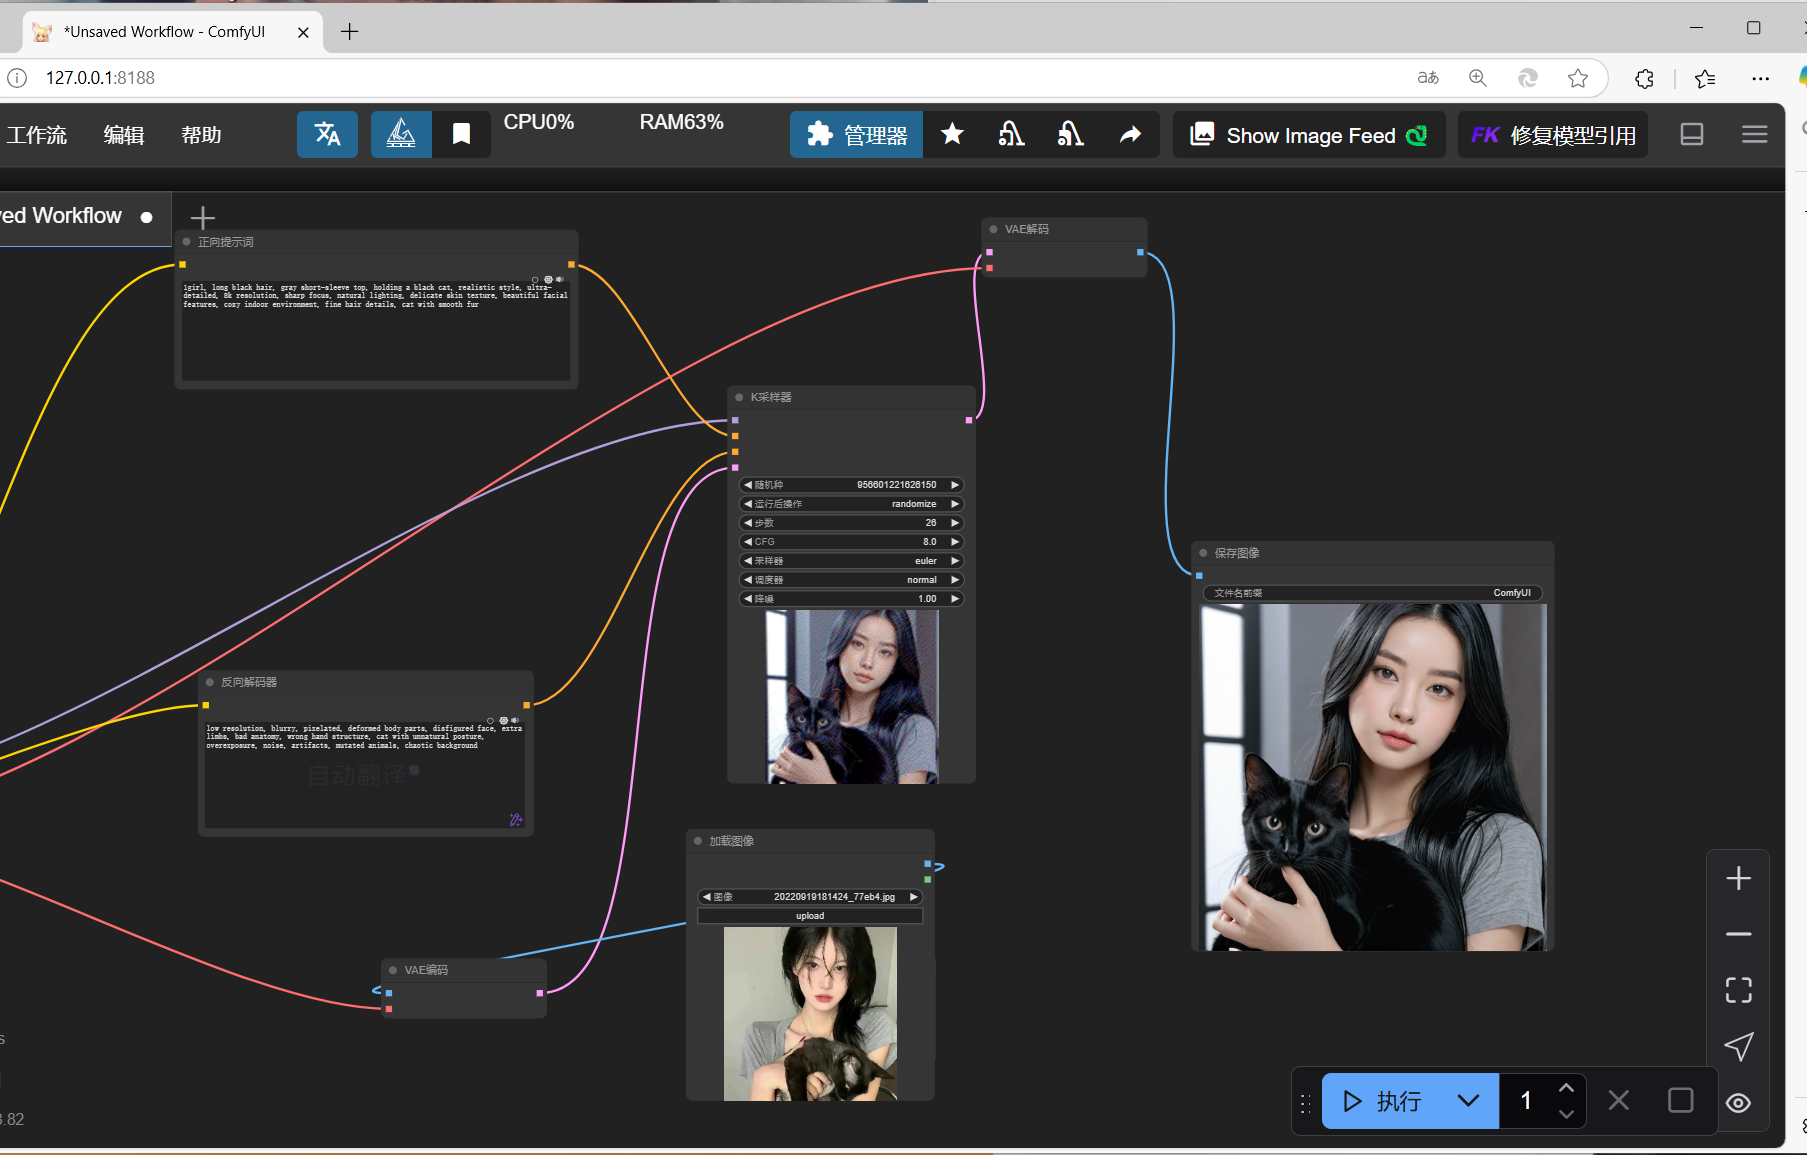 *Unsaved Workflow - ComfyUI
127.0.0.1:8188
aあ
工作流 编辑 帮助
CPU0% RAM63%
管理器
Show Image Feed
FK 修复模型引用
ved Workflow
正向提示词
1girl, long black hair, gray short-sleeve top, holding a black cat, realistic style, ultra-
detailed, 8k resolution, sharp focus, natural lighting, delicate skin texture, beautiful facial
features, cozy indoor environment, fine hair details, cat with smooth fur
VAE解码
K采样器
随机种 956601221626150
运行后操作 randomize
步数 26
CFG 8.0
采样器 euler
调度器 normal
降噪 1.00
保存图像
文件名前缀 ComfyUI
反向解码器
low resolution, blurry, pixelated, deformed body parts, disfigured face, extra
limbs, bad anatomy, wrong hand structure, cat with unnatural posture,
overexposure, noise, artifacts, mutated animals, chaotic background
自动翻译
加载图像
图像 20220919181424_77eb4.jpg
upload
VAE编码
s
3.82
执行 1